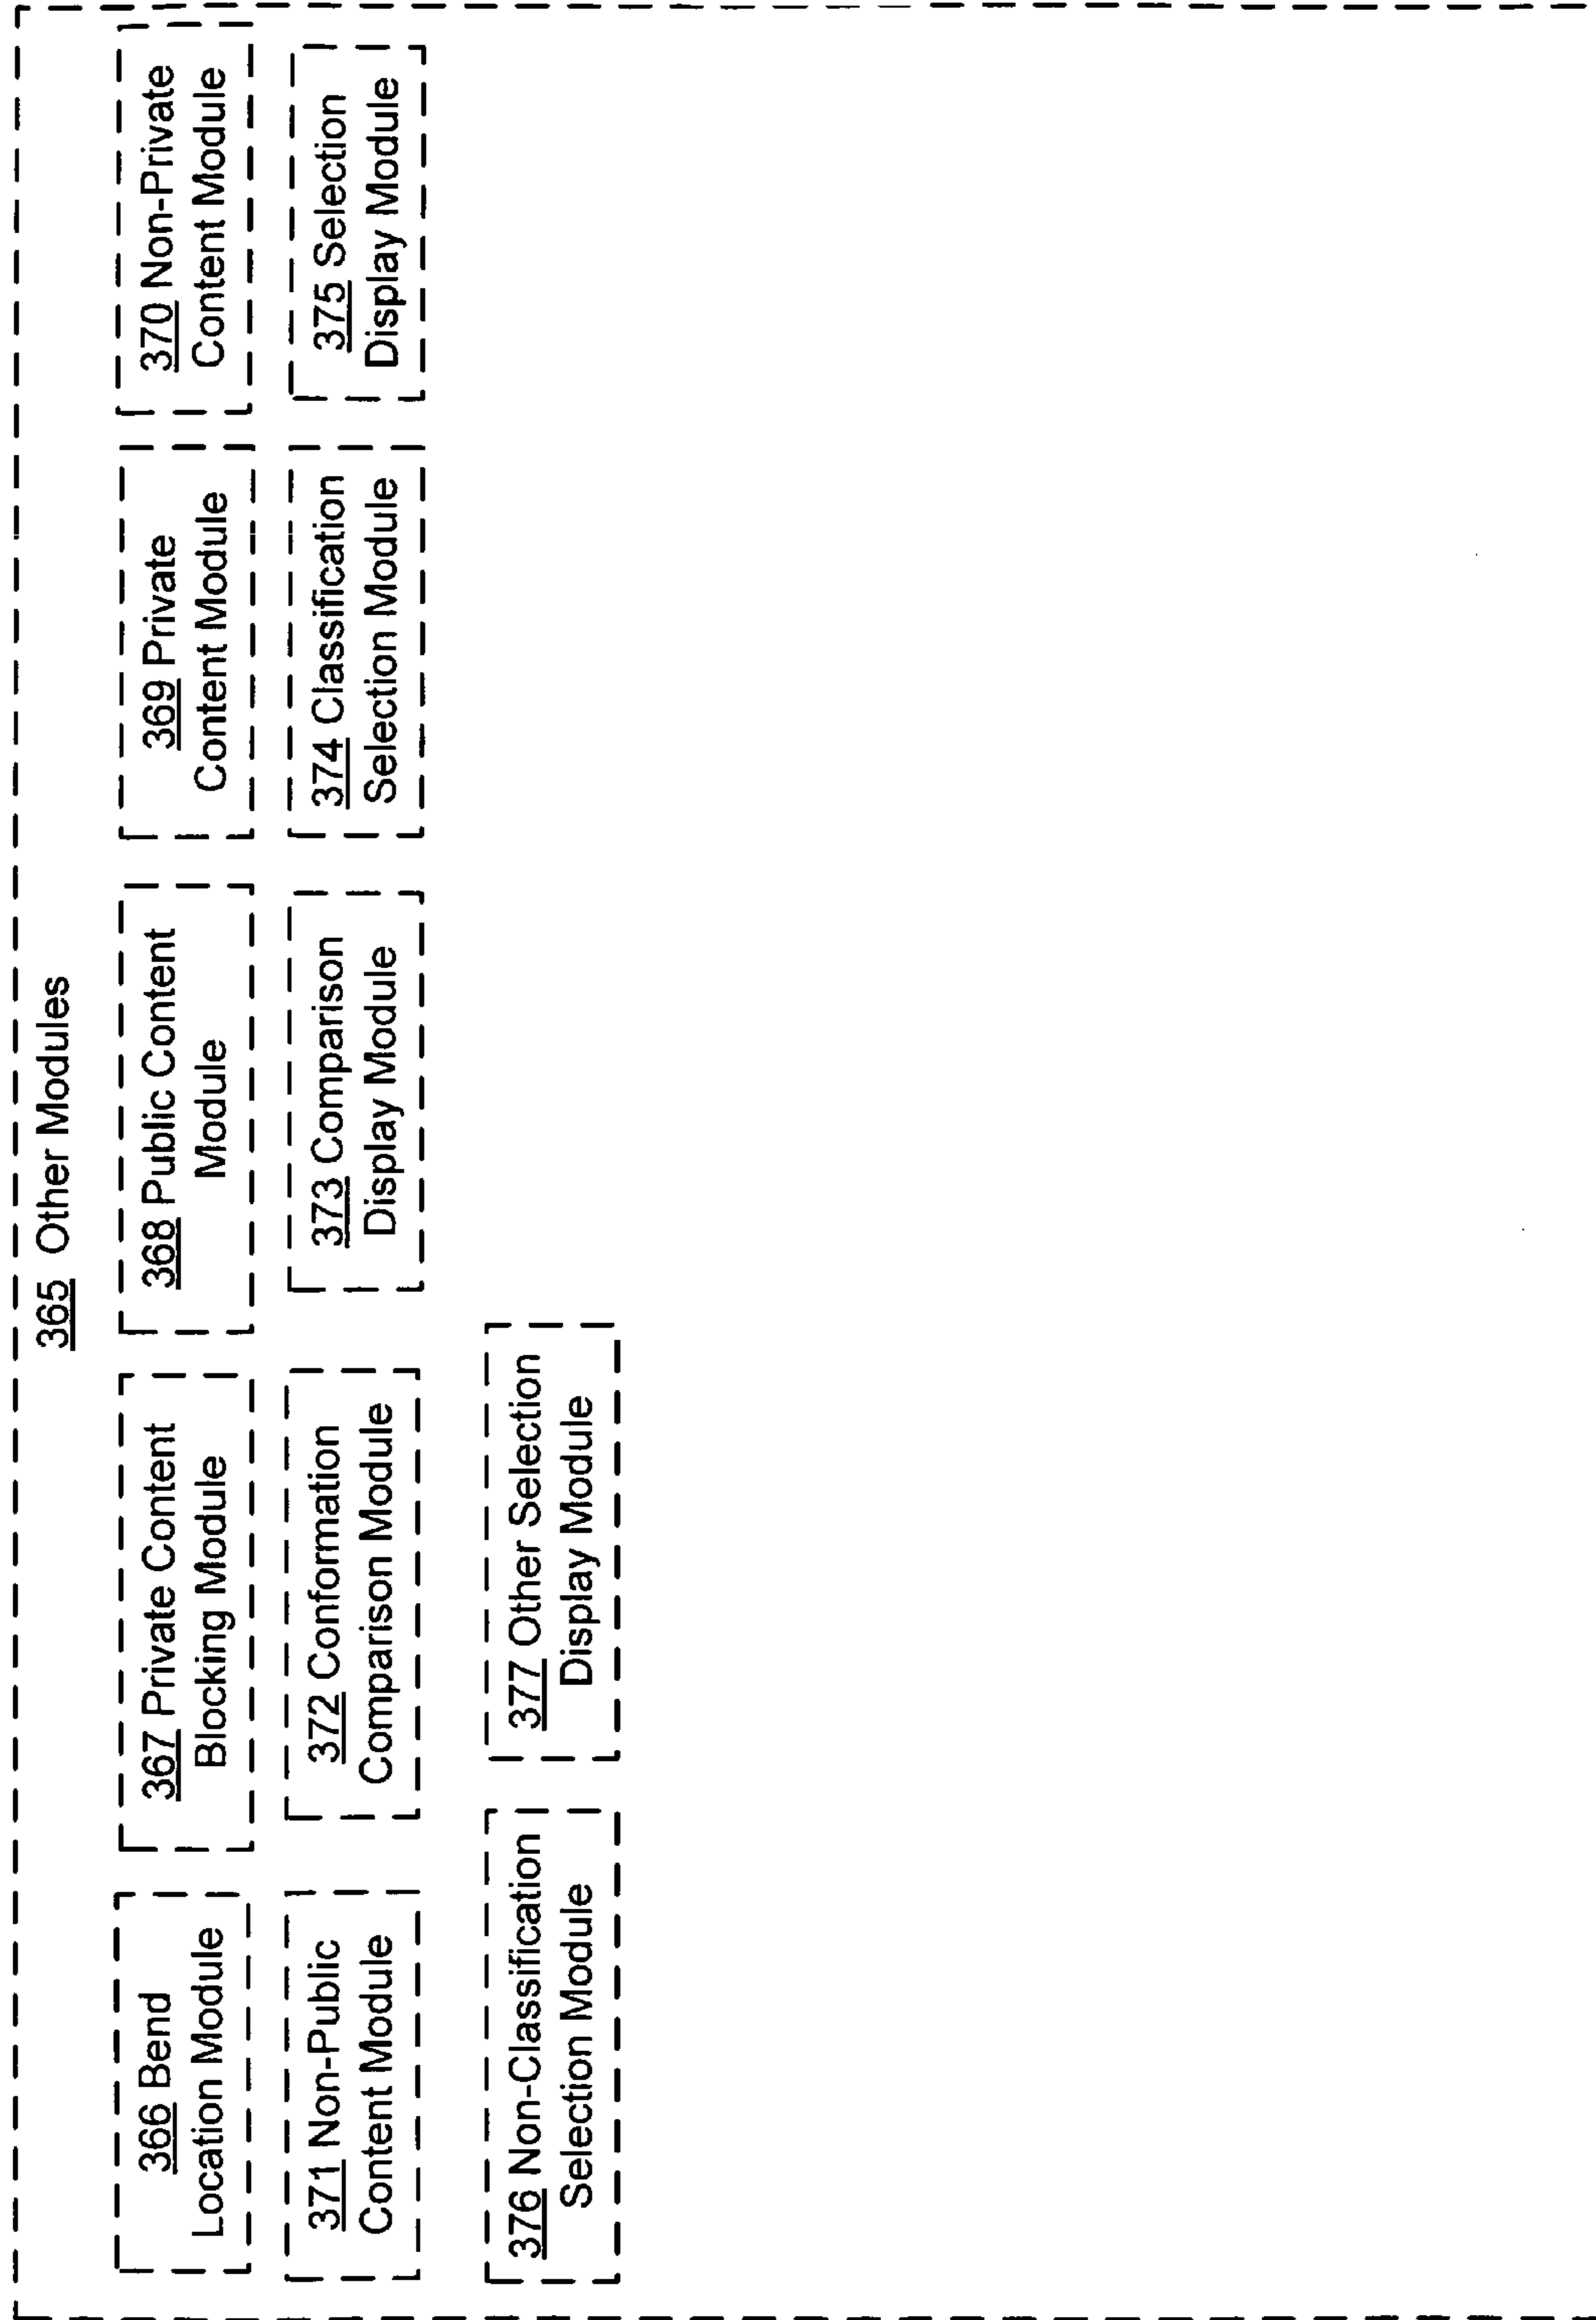 365 Other Modules
366 Bend
Location Module
367 Private Content
Blocking Module
368 Public Content
Module
369 Private
Content Module
370 Non-Private
Content Module
371 Non-Public
Content Module
372 Conformation
Comparison Module
373 Comparison
Display Module
374 Classification
Selection Module
375 Selection
Display Module
376 Non-Classification
Selection Module
377 Other Selection
Display Module